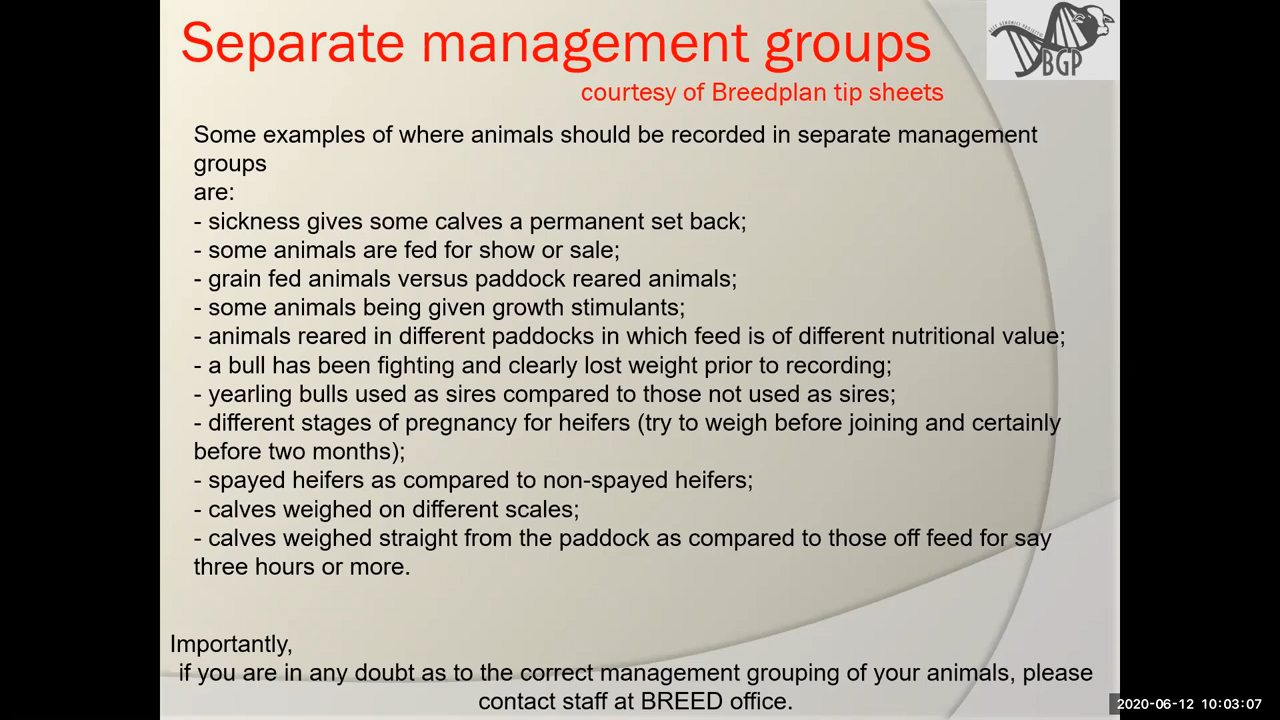 Separate management groups
courtesy of Breedplan tip sheets
BGP
Some examples of where animals should be recorded in separate management
groups
are:
- sickness gives some calves a permanent set back;
- some animals are fed for show or sale;
- grain fed animals versus paddock reared animals;
- some animals being given growth stimulants;
- animals reared in different paddocks in which feed is of different nutritional value;
- a bull has been fighting and clearly lost weight prior to recording;
- yearling bulls used as sires compared to those not used as sires;
- different stages of pregnancy for heifers (try to weigh before joining and certainly
before two months);
- spayed heifers as compared to non-spayed heifers;
- calves weighed on different scales;
- calves weighed straight from the paddock as compared to those off feed for say
three hours or more.
Importantly,
if you are in any doubt as to the correct management grouping of your animals, please
contact staff at BREED office.
2020-06-12 10:03:07